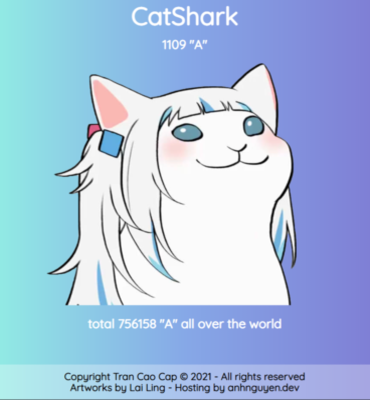 CatShark
1109 "A"
total 756158 "A" all over the world
Copyright Tran Cao Cap © 2021 - All rights reserved
Artworks by Lai Ling - Hosting by anhnguyen.dev